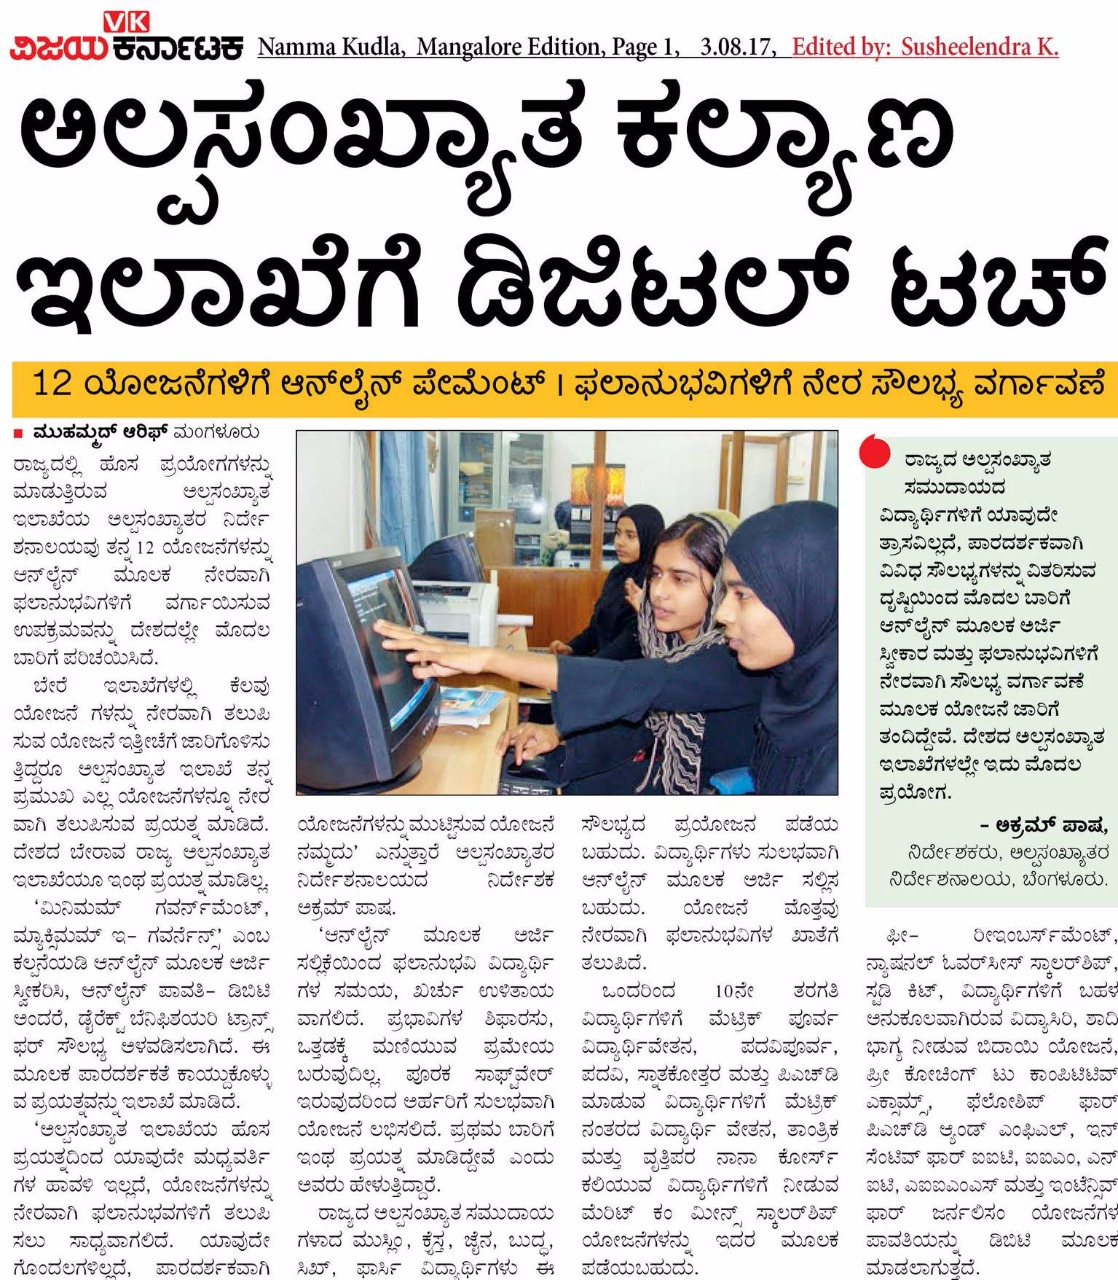 VK
ವಿಜಯ ಕರ್ನಾಟಕ Namma Kudla, Mangalore Edition, Page 1, 3.08.17, Edited by: Susheelendra K.
ಅಲ್ಪಸಂಖ್ಯಾತ ಕಲ್ಯಾಣ
ಇಲಾಖೆಗೆ ಡಿಜಿಟಲ್ ಟಚ್
12 ಯೋಜನೆಗಳಿಗೆ ಆನ್‌ಲೈನ್ ಪೇಮೆಂಟ್ । ಫಲಾನುಭವಿಗಳಿಗೆ ನೇರ ಸೌಲಭ್ಯ ವರ್ಗಾವಣೆ
■ ಮುಹಮ್ಮದ್ ಆರಿಫ್ ಮಂಗಳೂರು
ರಾಜ್ಯದಲ್ಲಿ ಹೊಸ ಪ್ರಯೋಗಗಳನ್ನು
ಮಾಡುತ್ತಿರುವ ಅಲ್ಪಸಂಖ್ಯಾತ
ಇಲಾಖೆಯ ಅಲ್ಪಸಂಖ್ಯಾತರ ನಿರ್ದೇ
ಶನಾಲಯವು ತನ್ನ 12 ಯೋಜನೆಗಳನ್ನು
ಆನ್‌ಲೈನ್ ಮೂಲಕ ನೇರವಾಗಿ
ಫಲಾನುಭವಿಗಳಿಗೆ ವರ್ಗಾಯಿಸುವ
ಉಪಕ್ರಮವನ್ನು ದೇಶದಲ್ಲೇ ಮೊದಲ
ಬಾರಿಗೆ ಪರಿಚಯಿಸಿದೆ.
ಬೇರೆ ಇಲಾಖೆಗಳಲ್ಲಿ ಕೆಲವು
ಯೋಜನೆ ಗಳನ್ನು ನೇರವಾಗಿ ತಲುಪಿ
ಸುವ ಯೋಜನೆ ಇತ್ತೀಚೆಗೆ ಜಾರಿಗೊಳಿಸು
ತ್ತಿದ್ದರೂ ಅಲ್ಪಸಂಖ್ಯಾತ ಇಲಾಖೆ ತನ್ನ
ಪ್ರಮುಖ ಎಲ್ಲ ಯೋಜನೆಗಳನ್ನೂ ನೇರ
ವಾಗಿ ತಲುಪಿಸುವ ಪ್ರಯತ್ನ ಮಾಡಿದೆ.
ದೇಶದ ಬೇರಾವ ರಾಜ್ಯ ಅಲ್ಪಸಂಖ್ಯಾತ
ಇಲಾಖೆಯೂ ಇಂಥ ಪ್ರಯತ್ನ ಮಾಡಿಲ್ಲ.
‘ಮಿನಿಮಮ್ ಗವರ್ನ್‌ಮೆಂಟ್,
ಮ್ಯಾಕ್ಸಿಮಮ್ ಇ- ಗವರ್ನೆನ್ಸ್’ ಎಂಬ
ಕಲ್ಪನೆಯಡಿ ಆನ್‌ಲೈನ್ ಮೂಲಕ ಅರ್ಜಿ
ಸ್ವೀಕರಿಸಿ, ಆನ್‌ಲೈನ್ ಪಾವತಿ- ಡಿಬಿಟಿ
ಅಂದರೆ, ಡೈರೆಕ್ಟ್ ಬೆನಿಫಿಶಯರಿ ಟ್ರಾನ್ಸ್
ಫರ್ ಸೌಲಭ್ಯ ಅಳವಡಿಸಲಾಗಿದೆ. ಈ
ಮೂಲಕ ಪಾರದರ್ಶಕತೆ ಕಾಯ್ದುಕೊಳ್ಳು
ವ ಪ್ರಯತ್ನವನ್ನು ಇಲಾಖೆ ಮಾಡಿದೆ.
‘ಅಲ್ಪಸಂಖ್ಯಾತ ಇಲಾಖೆಯ ಹೊಸ
ಪ್ರಯತ್ನದಿಂದ ಯಾವುದೇ ಮಧ್ಯವರ್ತಿ
ಗಳ ಹಾವಳಿ ಇಲ್ಲದೆ, ಯೋಜನೆಗಳನ್ನು
ನೇರವಾಗಿ ಫಲಾನುಭವಗಳಿಗೆ ತಲುಪಿ
ಸಲು ಸಾಧ್ಯವಾಗಲಿದೆ. ಯಾವುದೇ
ಗೊಂದಲಗಳಿಲ್ಲದೆ, ಪಾರದರ್ಶಕವಾಗಿ
ಯೋಜನೆಗಳನ್ನು ಮುಟ್ಟಿಸುವ ಯೋಜನೆ
ನಮ್ಮದು’ ಎನ್ನುತ್ತಾರೆ ಅಲ್ಪಸಂಖ್ಯಾತರ
ನಿರ್ದೇಶನಾಲಯದ ನಿರ್ದೇಶಕ
ಅಕ್ರಮ್ ಪಾಷ.
‘ಆನ್‌ಲೈನ್ ಮೂಲಕ ಅರ್ಜಿ
ಸಲ್ಲಿಕೆಯಿಂದ ಫಲಾನುಭವಿ ವಿದ್ಯಾರ್ಥಿ
ಗಳ ಸಮಯ, ಖರ್ಚು ಉಳಿತಾಯ
ವಾಗಲಿದೆ. ಪ್ರಭಾವಿಗಳ ಶಿಫಾರಸು,
ಒತ್ತಡಕ್ಕೆ ಮಣಿಯುವ ಪ್ರಮೇಯ
ಬರುವುದಿಲ್ಲ. ಪೂರಕ ಸಾಫ್ಟ್‌ವೇರ್
ಇರುವುದರಿಂದ ಅರ್ಹರಿಗೆ ಸುಲಭವಾಗಿ
ಯೋಜನೆ ಲಭಿಸಲಿದೆ. ಪ್ರಥಮ ಬಾರಿಗೆ
ಇಂಥ ಪ್ರಯತ್ನ ಮಾಡಿದ್ದೇವೆ ಎಂದು
ಅವರು ಹೇಳುತ್ತಿದ್ದಾರೆ.
ರಾಜ್ಯದ ಅಲ್ಪಸಂಖ್ಯಾತ ಸಮುದಾಯ
ಗಳಾದ ಮುಸ್ಲಿಂ, ಕ್ರೈಸ್ತ, ಜೈನ, ಬುದ್ಧ,
ಸಿಖ್, ಫಾರ್ಸಿ ವಿದ್ಯಾರ್ಥಿಗಳು ಈ
ಸೌಲಭ್ಯದ ಪ್ರಯೋಜನ ಪಡೆಯ
ಬಹುದು. ವಿದ್ಯಾರ್ಥಿಗಳು ಸುಲಭವಾಗಿ
ಆನ್‌ಲೈನ್ ಮೂಲಕ ಅರ್ಜಿ ಸಲ್ಲಿಸ
ಬಹುದು. ಯೋಜನೆ ಮೊತ್ತವು
ನೇರವಾಗಿ ಫಲಾನುಭವಿಗಳ ಖಾತೆಗೆ
ತಲುಪಿದೆ.
ಒಂದರಿಂದ 10ನೇ ತರಗತಿ
ವಿದ್ಯಾರ್ಥಿಗಳಿಗೆ ಮೆಟ್ರಿಕ್ ಪೂರ್ವ
ವಿದ್ಯಾರ್ಥಿವೇತನ, ಪದವಿಪೂರ್ವ,
ಪದವಿ, ಸ್ನಾತಕೋತ್ತರ ಮತ್ತು ಪಿಎಚ್‌ಡಿ
ಮಾಡುವ ವಿದ್ಯಾರ್ಥಿಗಳಿಗೆ ಮೆಟ್ರಿಕ್
ನಂತರದ ವಿದ್ಯಾರ್ಥಿ ವೇತನ, ತಾಂತ್ರಿಕ
ಮತ್ತು ವೃತ್ತಿಪರ ನಾನಾ ಕೋರ್ಸ್
ಕಲಿಯುವ ವಿದ್ಯಾರ್ಥಿಗಳಿಗೆ ನೀಡುವ
ಮೆರಿಟ್ ಕಂ ಮೀನ್ಸ್ ಸ್ಕಾಲರ್‌ಶಿಪ್
ಯೋಜನೆಗಳನ್ನು ಇದರ ಮೂಲಕ
ಪಡೆಯಬಹುದು.
ರಾಜ್ಯದ ಅಲ್ಪಸಂಖ್ಯಾತ
ಸಮುದಾಯದ
ವಿದ್ಯಾರ್ಥಿಗಳಿಗೆ ಯಾವುದೇ
ತ್ರಾಸವಿಲ್ಲದೆ, ಪಾರದರ್ಶಕವಾಗಿ
ವಿವಿಧ ಸೌಲಭ್ಯಗಳನ್ನು ವಿತರಿಸುವ
ದೃಷ್ಟಿಯಿಂದ ಮೊದಲ ಬಾರಿಗೆ
ಆನ್‌ಲೈನ್ ಮೂಲಕ ಅರ್ಜಿ
ಸ್ವೀಕಾರ ಮತ್ತು ಫಲಾನುಭವಿಗಳಿಗೆ
ನೇರವಾಗಿ ಸೌಲಭ್ಯ ವರ್ಗಾವಣೆ
ಮೂಲಕ ಯೋಜನೆ ಜಾರಿಗೆ
ತಂದಿದ್ದೇವೆ. ದೇಶದ ಅಲ್ಪಸಂಖ್ಯಾತ
ಇಲಾಖೆಗಳಲ್ಲೇ ಇದು ಮೊದಲ
ಪ್ರಯೋಗ.
- ಅಕ್ರಮ್ ಪಾಷ,
ನಿರ್ದೇಶಕರು, ಅಲ್ಪಸಂಖ್ಯಾತರ
ನಿರ್ದೇಶನಾಲಯ, ಬೆಂಗಳೂರು.
ಫೀ- ರೀಇಂಬರ್ಸ್‌ಮೆಂಟ್,
ನ್ಯಾಷನಲ್ ಓವರ್‌ಸೀಸ್ ಸ್ಕಾಲರ್‌ಶಿಪ್,
ಸ್ಟಡಿ ಕಿಟ್, ವಿದ್ಯಾರ್ಥಿಗಳಿಗೆ ಬಹಳ
ಅನುಕೂಲವಾಗಿರುವ ವಿದ್ಯಾಸಿರಿ, ಶಾದಿ
ಭಾಗ್ಯ ನೀಡುವ ಬಿದಾಯಿ ಯೋಜನೆ,
ಪ್ರೀ ಕೋಚಿಂಗ್ ಟು ಕಾಂಪಿಟಿಟಿವ್
ಎಕ್ಸಾಮ್ಸ್, ಫೆಲೋಶಿಪ್ ಫಾರ್
ಪಿಎಚ್‌ಡಿ ಆ್ಯಂಡ್ ಎಂಫಿಎಲ್, ಇನ್
ಸೆಂಟಿವ್ ಫಾರ್ ಐಐಟಿ, ಐಐಎಂ, ಎನ್
ಐಟಿ, ಎಐಐಎಂಎಸ್ ಮತ್ತು ಇಂಟೆನ್ಸಿವ್
ಫಾರ್ ಜರ್ನಲಿಸಂ ಯೋಜನೆಗಳ
ಪಾವತಿಯನ್ನು ಡಿಬಿಟಿ ಮೂಲಕ
ಮಾಡಲಾಗುತ್ತದೆ.